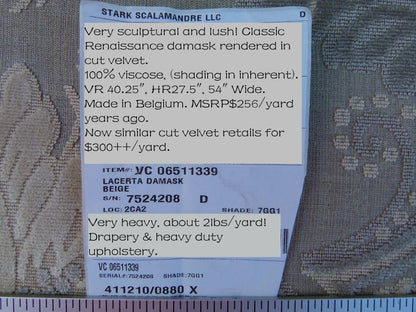 STARK SCALAMANDRE LLC D
Very sculptural and lush! Classic
Renaissance damask rendered in
cut velvet.
100% viscose, (shading in inherent).
VR 40.25", HR27.5", 54" Wide.
Made in Belgium. MSRP$256/yard
years ago.
Now similar cut velvet retails for
$300++/yard.
ITEM#: VC 06511339
LACERTA DAMASK
BEIGE
S/N: 7524208 D
LOC: 2CA2 SHADE: 7GG1
Very heavy, about 2lbs/yard!
Drapery & heavy duty
upholstery.
VC 06511339
SERIAL#:7524208 SHADE:7GG1
411210/0880 X